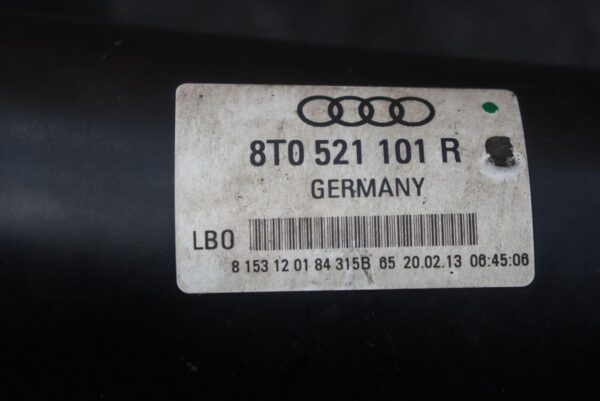 8T0 521 101 R
GERMANY
LBO
8 153 12 01 84 315B 65 20.02.13 06:45:06